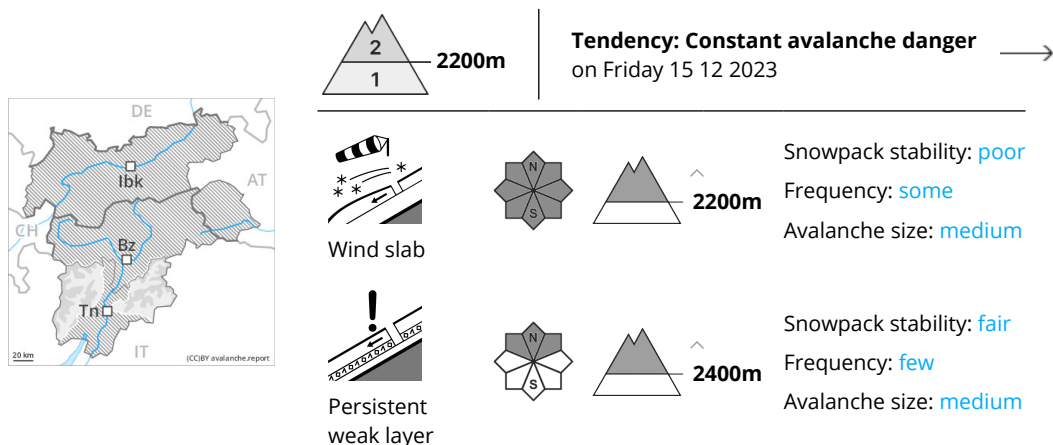 2
1
2200m
Tendency: Constant avalanche danger
on Friday 15 12 2023
DE
Ibk
AT
CH
Bz
Tn
IT
20 km
(CC)BY avalanche.report
Wind slab
N
S
2200m
Snowpack stability: poor
Frequency: some
Avalanche size: medium
Persistent
weak layer
N
S
2400m
Snowpack stability: fair
Frequency: few
Avalanche size: medium